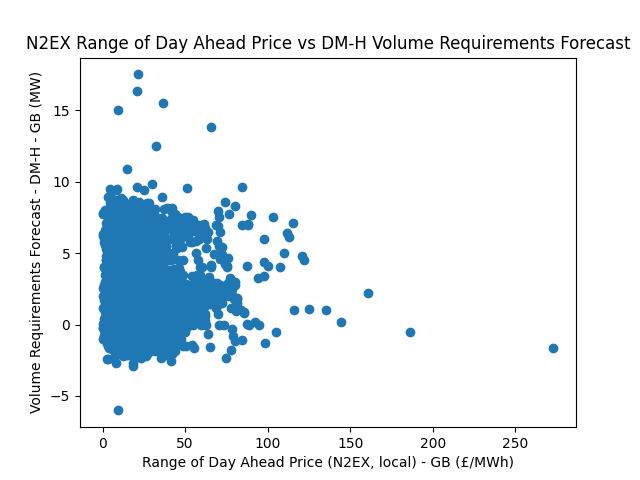 N2EX Range of Day Ahead Price vs DM-H Volume Requirements Forecast
Volume Requirements Forecast - DM-H - GB (MW)
15
10
5
0
−5
0 50 100 150 200 250
Range of Day Ahead Price (N2EX, local) - GB (£/MWh)